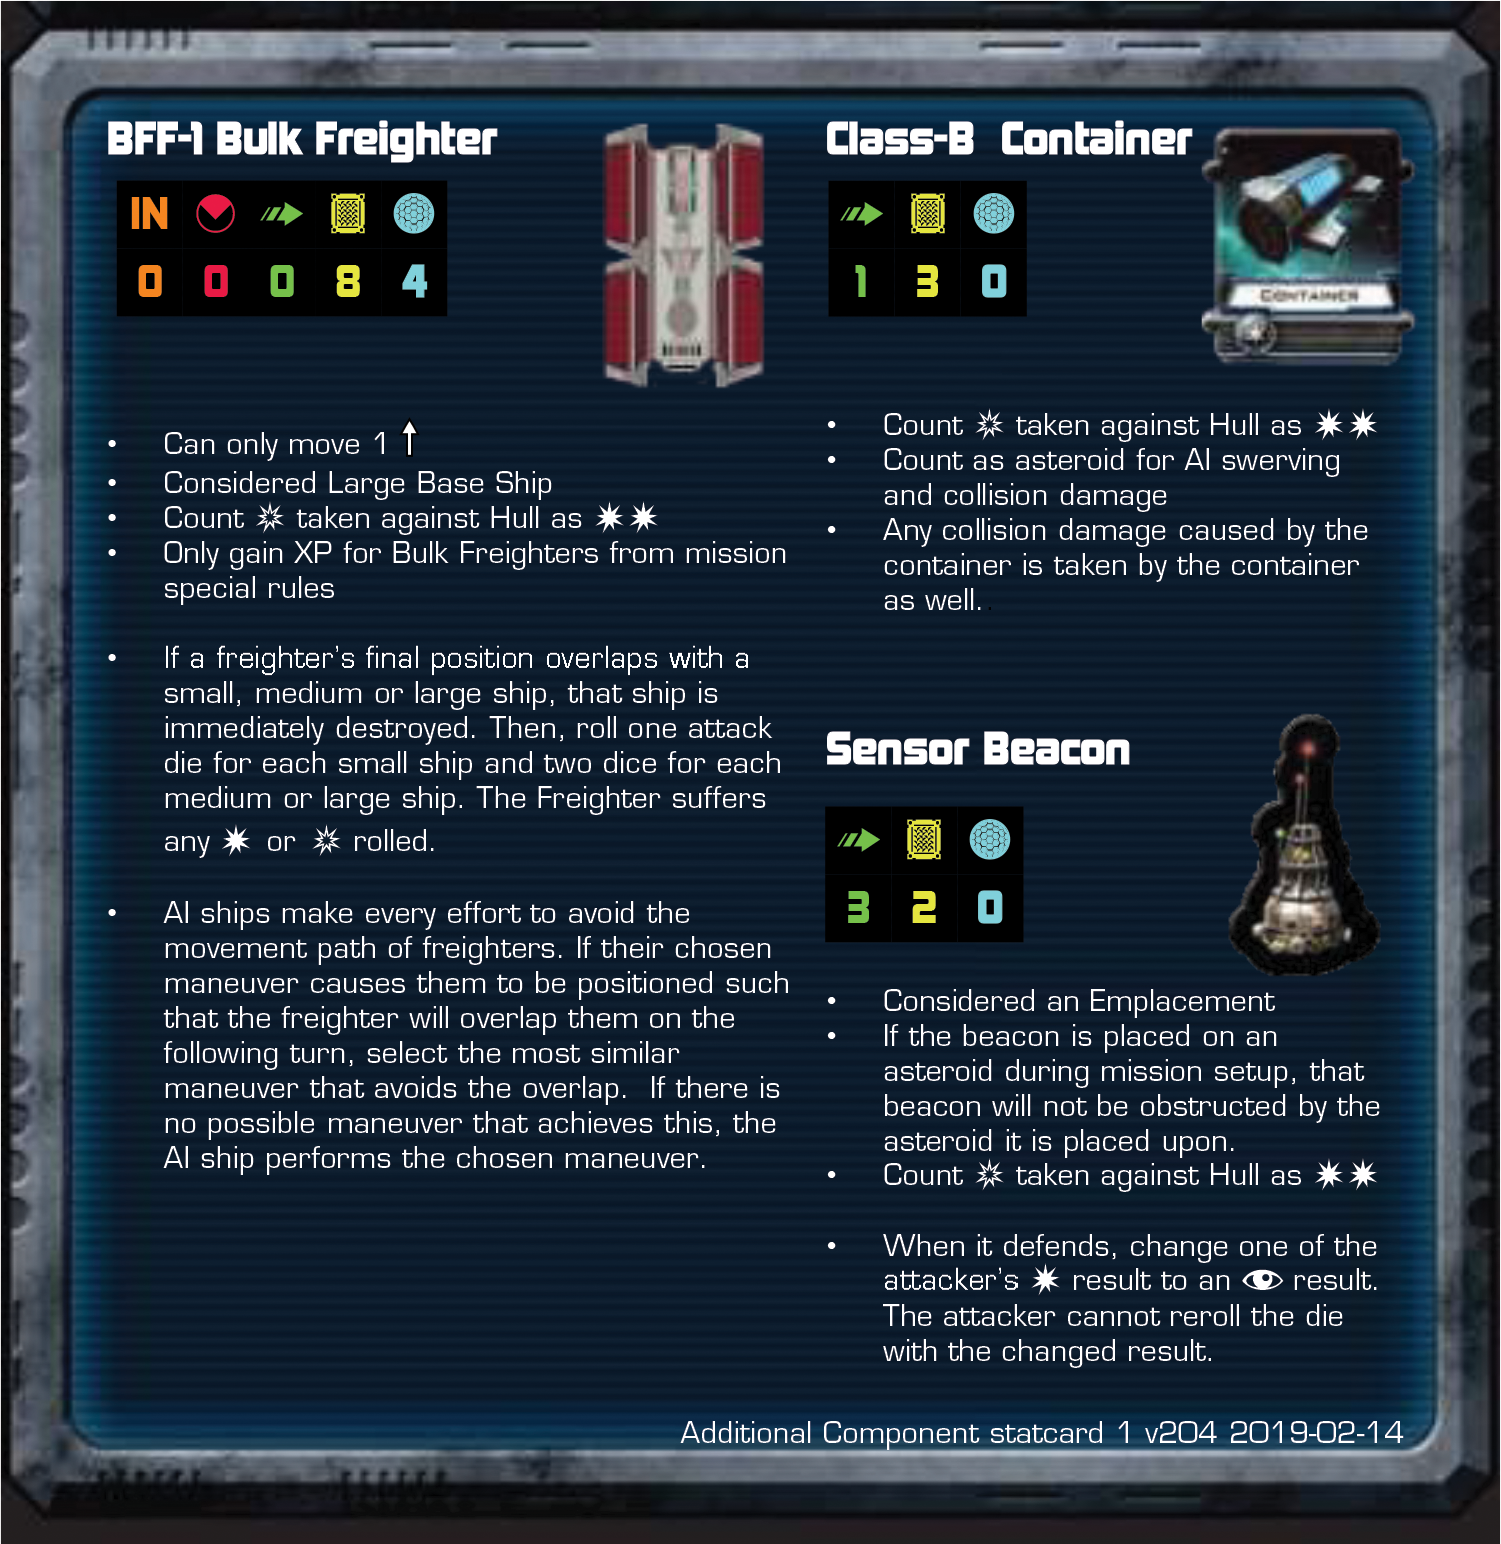 BFF-1 Bulk Freighter
IN
0 0 0 8 4
• Can only move 1
• Considered Large Base Ship
• Count taken against Hull as
• Only gain XP for Bulk Freighters from mission
special rules
• If a freighter's final position overlaps with a
small, medium or large ship, that ship is
immediately destroyed. Then, roll one attack
die for each small ship and two dice for each
medium or large ship. The Freighter suffers
any or rolled.
• AI ships make every effort to avoid the
movement path of freighters. If their chosen
maneuver causes them to be positioned such
that the freighter will overlap them on the
following turn, select the most similar
maneuver that avoids the overlap. If there is
no possible maneuver that achieves this, the
AI ship performs the chosen maneuver.
Class-B Container
CONTAINER
1 3 0
• Count taken against Hull as
• Count as asteroid for AI swerving
and collision damage
• Any collision damage caused by the
container is taken by the container
as well.
Sensor Beacon
3 2 0
• Considered an Emplacement
• If the beacon is placed on an
asteroid during mission setup, that
beacon will not be obstructed by the
asteroid it is placed upon.
• Count taken against Hull as
• When it defends, change one of the
attacker's result to an result.
The attacker cannot reroll the die
with the changed result.
Additional Component statcard 1 v204 2019-02-14